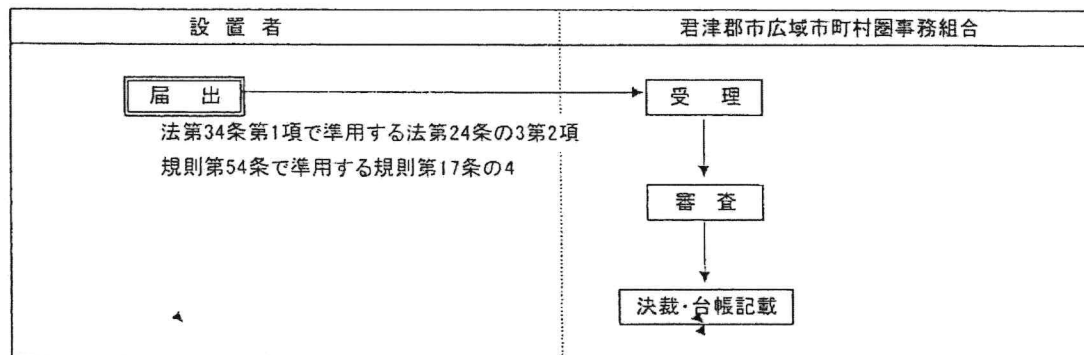 設置者
君津郡市広域市町村圏事務組合
届出
受理
法第34条第1項で準用する法第24条の3第2項
規則第54条で準用する規則第17条の4
審査
決裁・台帳記載